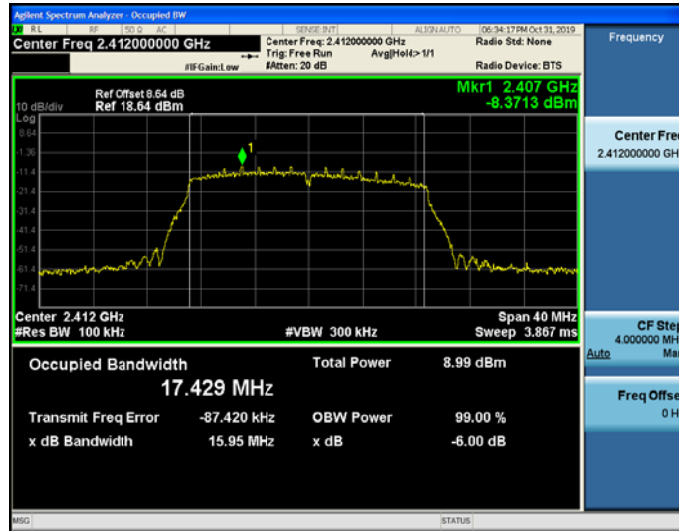 Agilent Spectrum Analyzer - Occupied BW
LXI RL RF 50 Ω AC SENSE:INT ALIGN AUTO 06:34:17 PM Oct 31, 2019
Center Freq 2.412000000 GHz
Center Freq: 2.412000000 GHz
Radio Std: None
Trig: Free Run Avg|Hold:>1/1
#IFGain:Low #Atten: 20 dB Radio Device: BTS
Frequency
Mkr1 2.407 GHz
-8.3713 dBm
Ref Offset 8.64 dB
10 dB/div Ref 18.64 dBm
Log
8.64
-1.36
-11.4
-21.4
-31.4
-41.4
-51.4
-61.4
-71.4
1
Center Fre
2.412000000 GH
Center 2.412 GHz Span 40 MHz
#Res BW 100 kHz #VBW 300 kHz Sweep 3.867 ms
CF Step
4.000000 MH
Auto Ma
Occupied Bandwidth Total Power 8.99 dBm
17.429 MHz
Transmit Freq Error -87.420 kHz OBW Power 99.00 %
x dB Bandwidth 15.95 MHz x dB -6.00 dB
Freq Offse
0 H
MSG STATUS